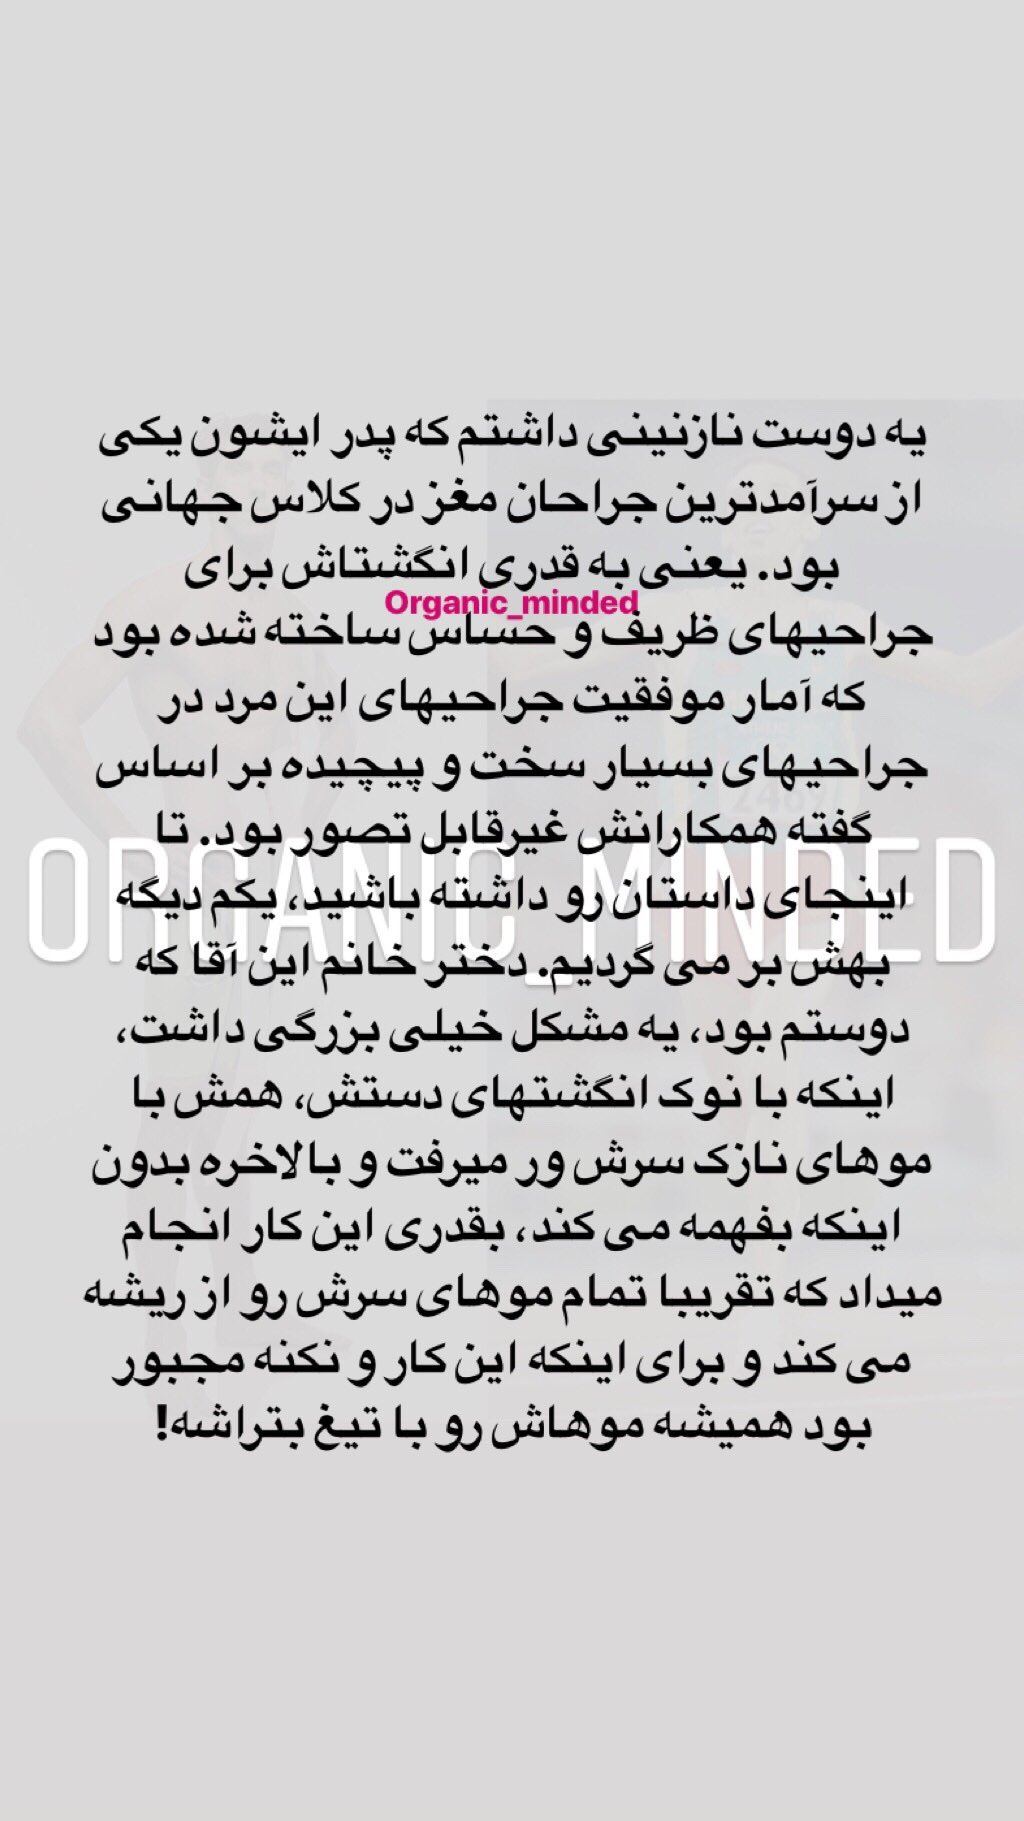 یه دوست نازنینی داشتم که پدر ایشون یکی
از سرآمدترین جراحان مغز در کلاس جهانی
بود. یعنی به قدری انگشتاش برای
Organic_minded
جراحیهای ظریف و حساس ساخته شده بود
که آمار موفقیت جراحیهای این مرد در
جراحیهای بسیار سخت و پیچیده بر اساس
گفته همکارانش غیرقابل تصور بود. تا
ORGANIC_MINDED
اینجای داستان رو داشته باشید، یکم دیگه
بهش بر می گردیم. دختر خانم این آقا که
دوستم بود، یه مشکل خیلی بزرگی داشت،
اینکه با نوک انگشتهای دستش، همش با
موهای نازک سرش ور میرفت و بالاخره بدون
اینکه بفهمه می کند، بقدری این کار انجام
میداد که تقریبا تمام موهای سرش رو از ریشه
می کند و برای اینکه این کار و نکنه مجبور
بود همیشه موهاش رو با تیغ بتراشه!